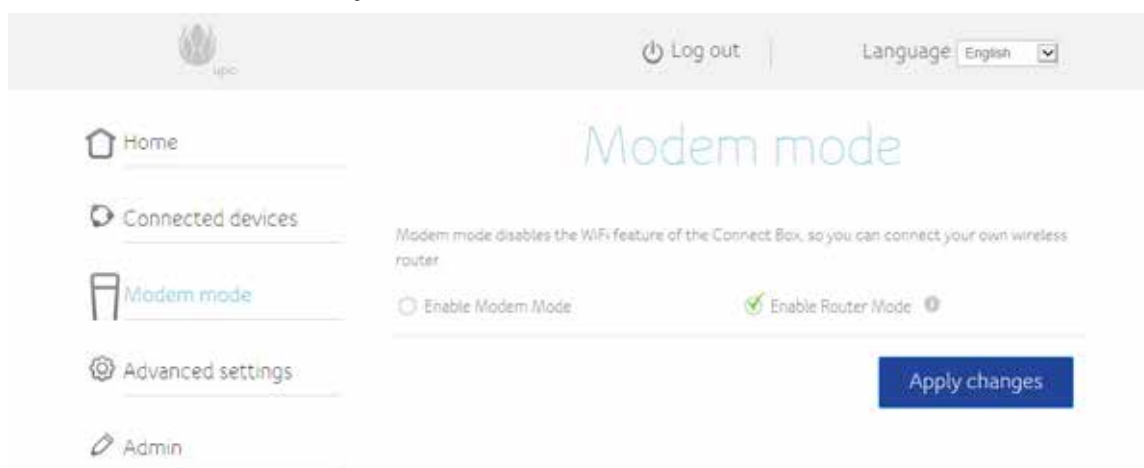 upc
Log out
Language English
Home
Connected devices
Modem mode
Advanced settings
Admin
Modem mode
Modem mode disables the WiFi feature of the Connect Box, so you can connect your own wireless
router
Enable Modem Mode
Enable Router Mode
Apply changes